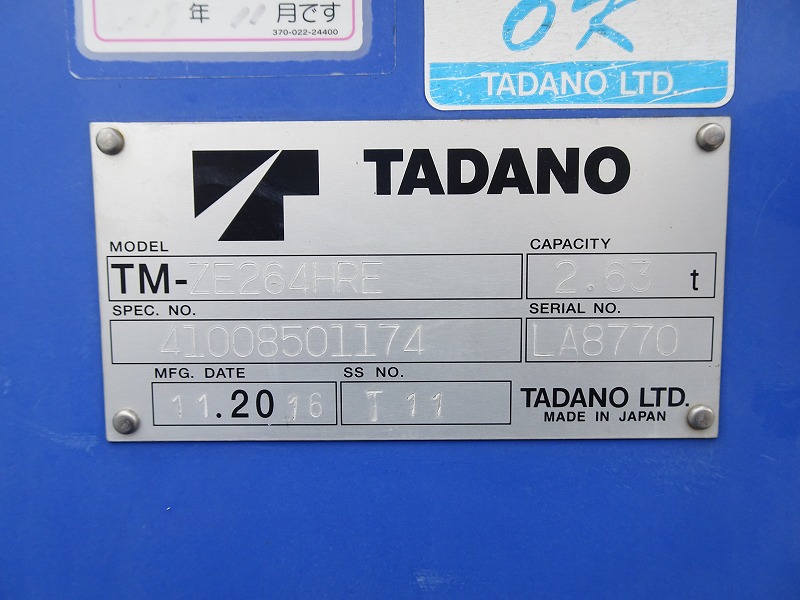 年 11 月です
370-022-24400
OK
TADANO LTD.
TADANO
MODEL
TM-ZE264HRE
CAPACITY
2.63 t
SPEC. NO.
41008501174
SERIAL NO.
LA8770
MFG. DATE
11.2016
SS NO.
T11
TADANO LTD.
MADE IN JAPAN